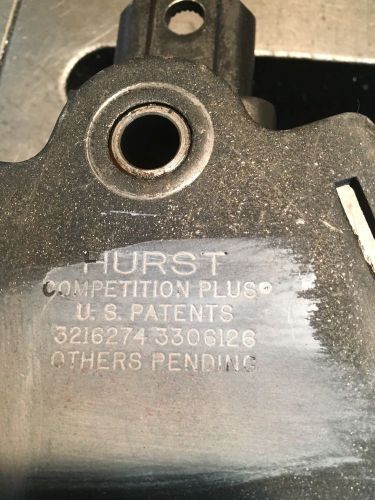 HURST
COMPETITION PLUS®
U. S. PATENTS
3216274 3306126
OTHERS PENDING